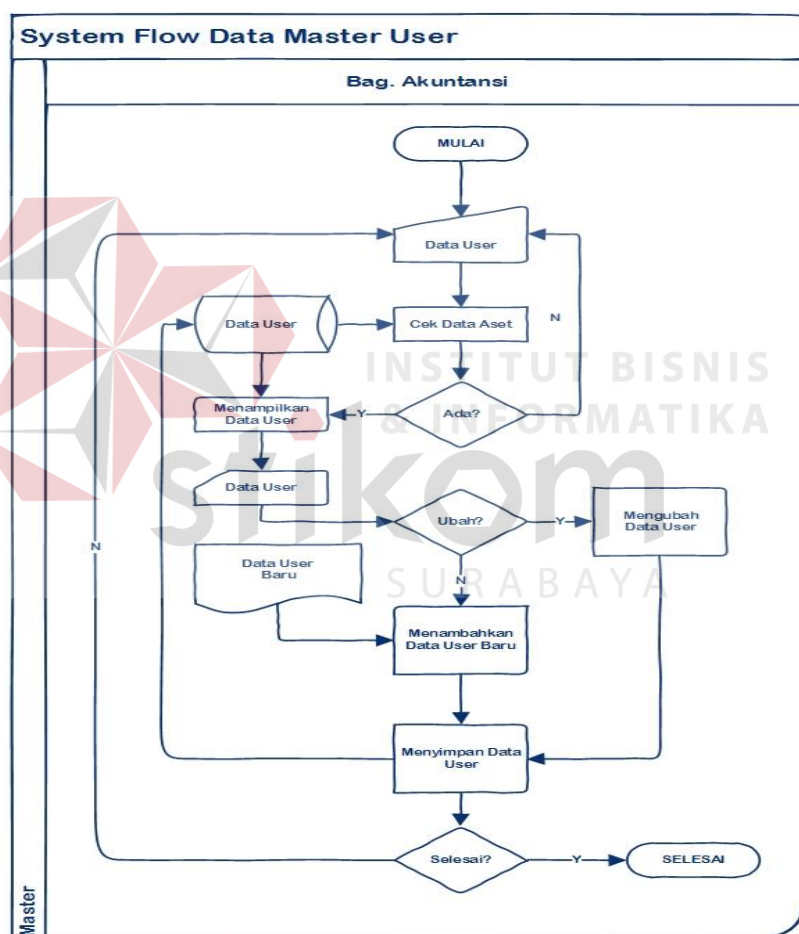 System Flow Data Master User
Bag. Akuntansi
MULAI
Data User
Data User
Cek Data Aset
N
INSTITUT BISNIS
Menampilkan
Data User
Y
Ada?
& INFORMATIKA
Data User
stikom
Ubah?
Y
Mengubah
Data User
N
Data User
Baru
N
SURABAYA
Menambahkan
Data User Baru
Menyimpan Data
User
Selesai?
Y
SELESAI
Master